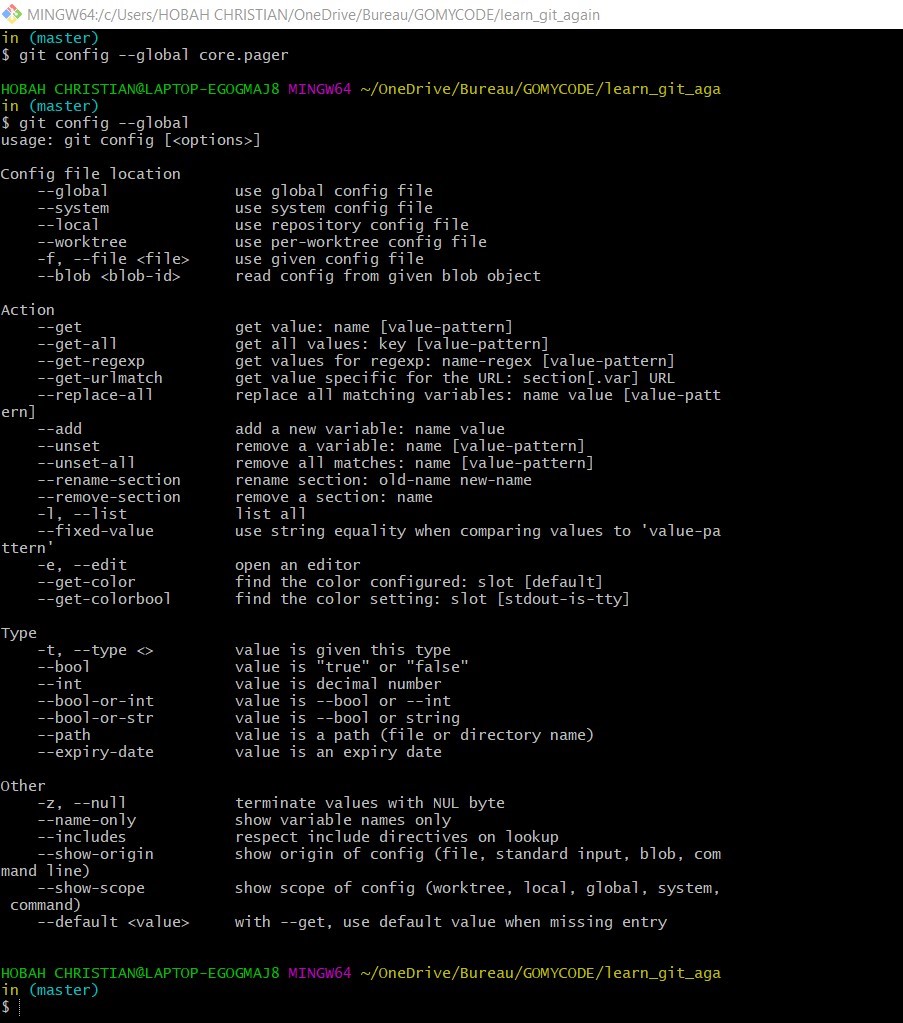 MINGW64:/c/Users/HOBAH CHRISTIAN/OneDrive/Bureau/GOMYCODE/learn_git_again
in (master)
$ git config --global core.pager

HOBAH CHRISTIAN@LAPTOP-EGOGMAJ8 MINGW64 ~/OneDrive/Bureau/GOMYCODE/learn_git_aga
in (master)
$ git config --global
usage: git config [<options>]

Config file location
    --global              use global config file
    --system              use system config file
    --local               use repository config file
    --worktree            use per-worktree config file
    -f, --file <file>     use given config file
    --blob <blob-id>      read config from given blob object

Action
    --get                 get value: name [value-pattern]
    --get-all             get all values: key [value-pattern]
    --get-regexp          get values for regexp: name-regex [value-pattern]
    --get-urlmatch        get value specific for the URL: section[.var] URL
    --replace-all         replace all matching variables: name value [value-patt
ern]
    --add                 add a new variable: name value
    --unset               remove a variable: name [value-pattern]
    --unset-all           remove all matches: name [value-pattern]
    --rename-section      rename section: old-name new-name
    --remove-section      remove a section: name
    -l, --list            list all
    --fixed-value         use string equality when comparing values to 'value-pa
ttern'
    -e, --edit            open an editor
    --get-color           find the color configured: slot [default]
    --get-colorbool       find the color setting: slot [stdout-is-tty]

Type
    -t, --type <>         value is given this type
    --bool                value is "true" or "false"
    --int                 value is decimal number
    --bool-or-int         value is --bool or --int
    --bool-or-str         value is --bool or string
    --path                value is a path (file or directory name)
    --expiry-date         value is an expiry date

Other
    -z, --null            terminate values with NUL byte
    --name-only           show variable names only
    --includes            respect include directives on lookup
    --show-origin         show origin of config (file, standard input, blob, com
mand line)
    --show-scope          show scope of config (worktree, local, global, system,
 command)
    --default <value>     with --get, use default value when missing entry

HOBAH CHRISTIAN@LAPTOP-EGOGMAJ8 MINGW64 ~/OneDrive/Bureau/GOMYCODE/learn_git_aga
in (master)
$